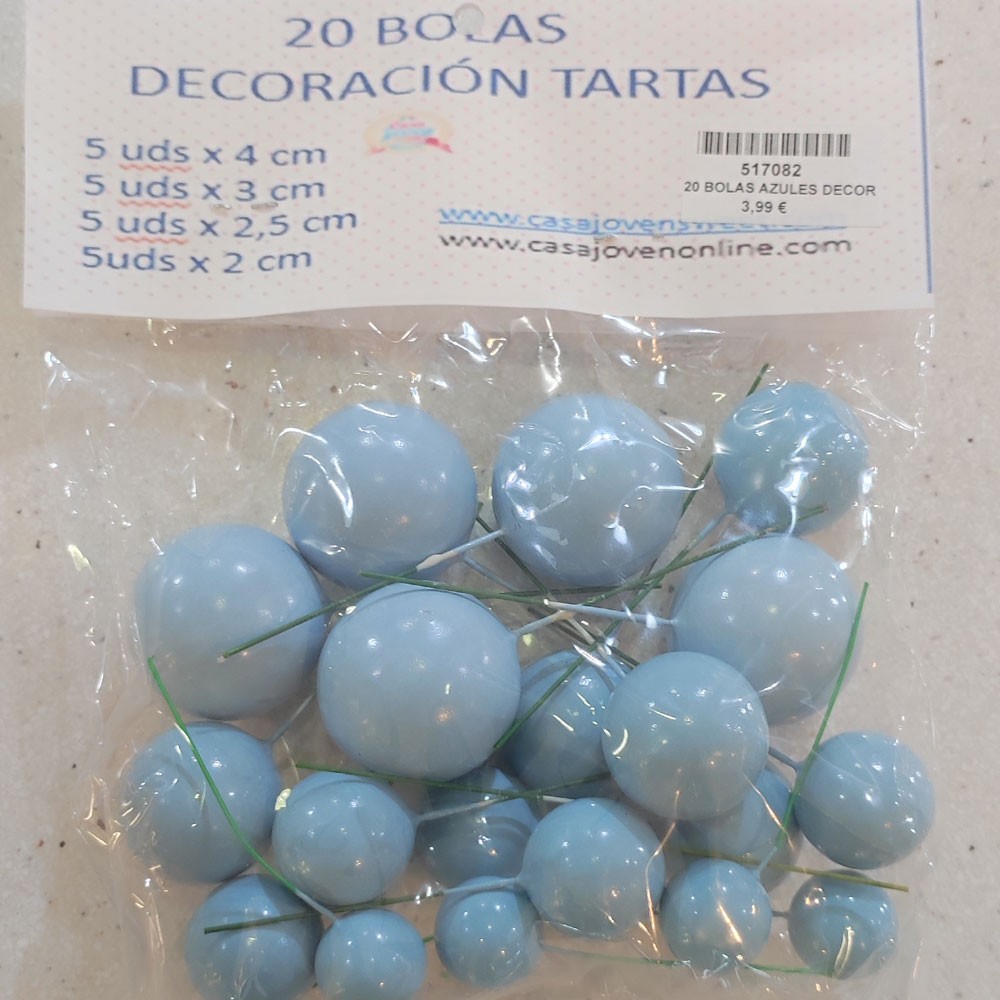 20 BOLAS
DECORACIÓN TARTAS
5 uds x 4 cm
5 uds x 3 cm
5 uds x 2,5 cm
5uds x 2 cm
517082
20 BOLAS AZULES DECOR
3,99 €
www.casajovenonline.com